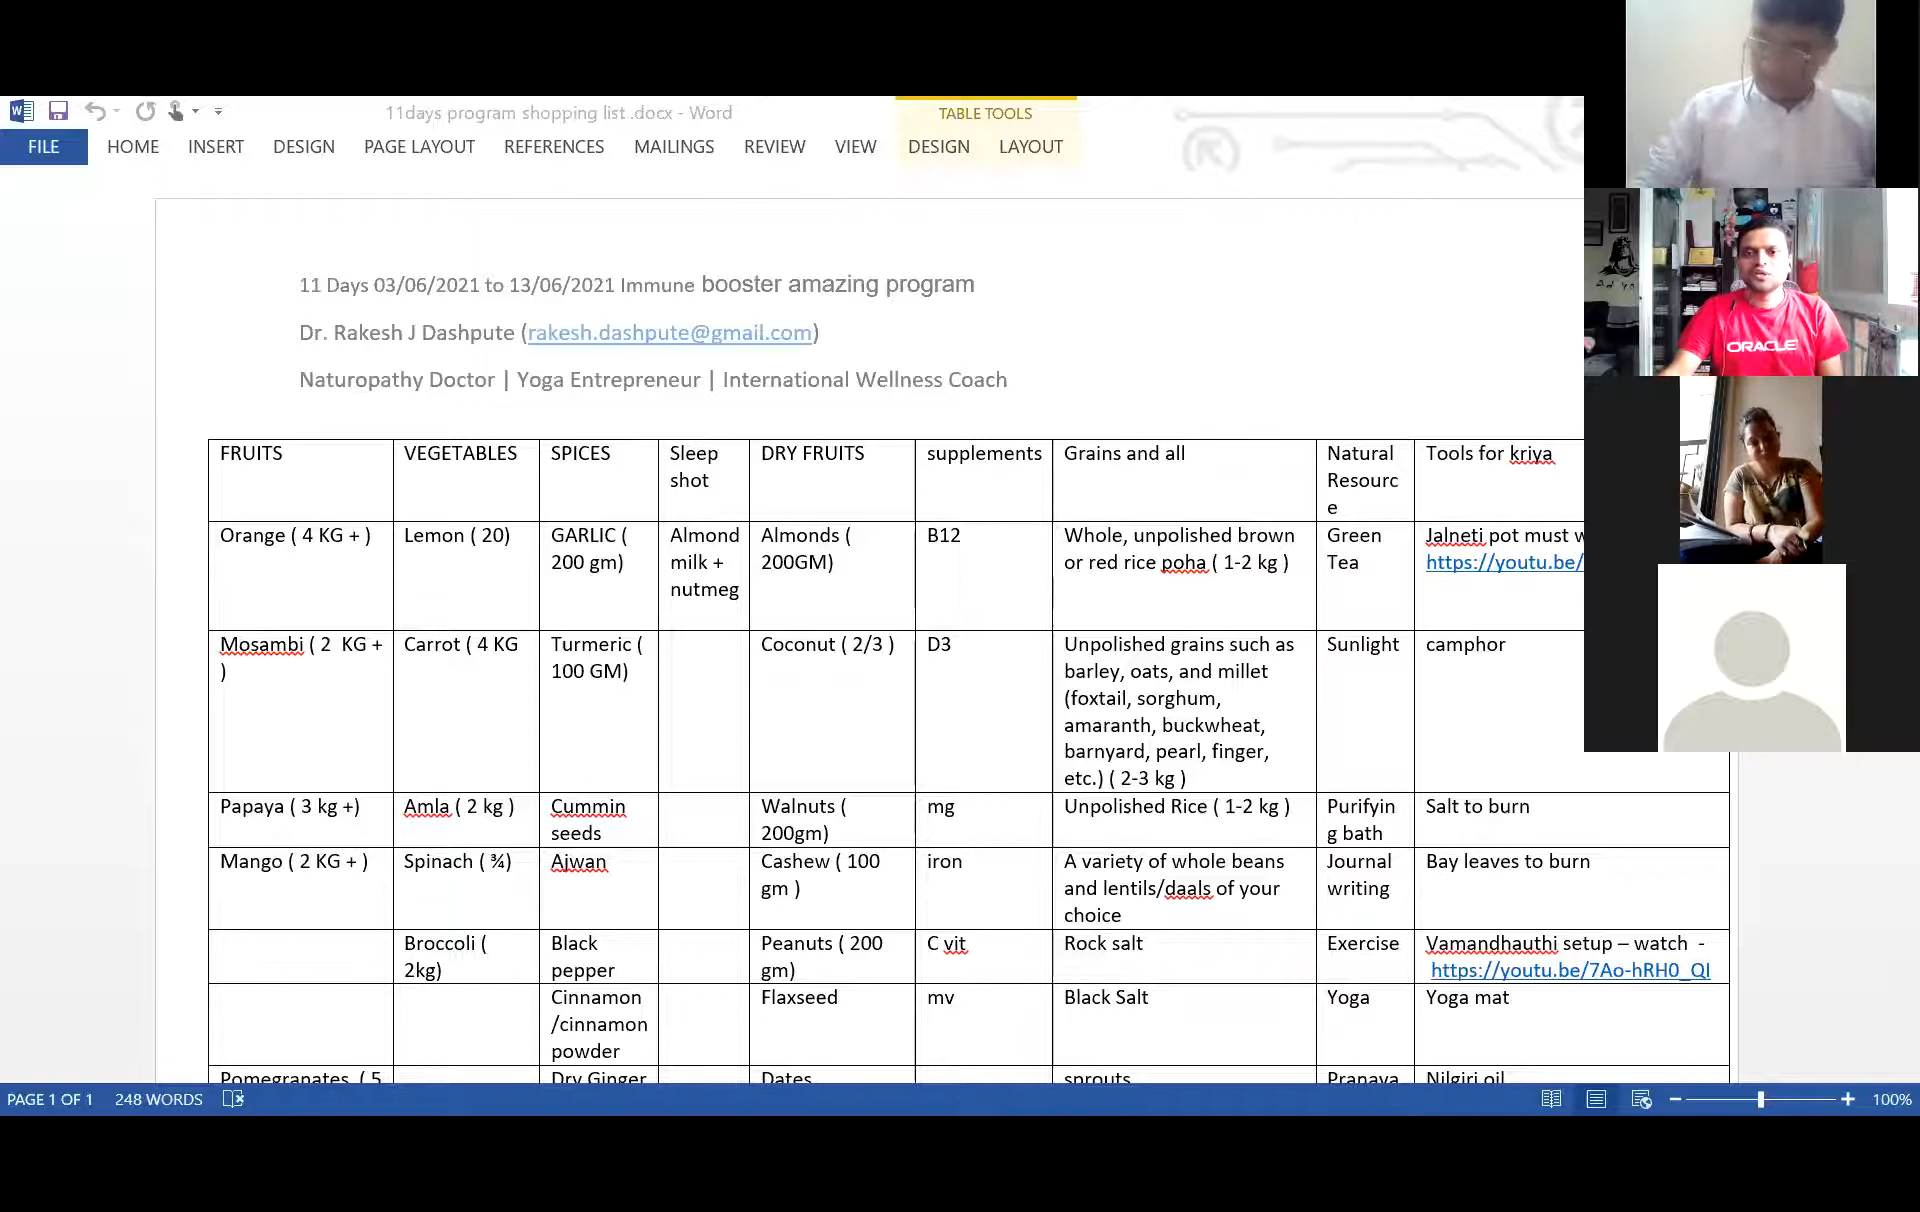 11days program shopping list .docx - Word
TABLE TOOLS
FILE HOME INSERT DESIGN PAGE LAYOUT REFERENCES MAILINGS REVIEW VIEW DESIGN LAYOUT
11 Days 03/06/2021 to 13/06/2021 Immune booster amazing program
Dr. Rakesh J Dashpute (rakesh.dashpute@gmail.com)
Naturopathy Doctor | Yoga Entrepreneur | International Wellness Coach
FRUITS
VEGETABLES
SPICES
Sleep
shot
DRY FRUITS
supplements
Grains and all
Natural
Resourc
e
Tools for kriya
Orange ( 4 KG + )
Lemon ( 20)
GARLIC (
200 gm)
Almond
milk +
nutmeg
Almonds (
200GM)
B12
Whole, unpolished brown
or red rice poha ( 1-2 kg )
Green
Tea
Jalneti pot must
https://youtu.be/
Mosambi ( 2 KG +
)
Carrot ( 4 KG
Turmeric (
100 GM)
Coconut ( 2/3 )
D3
Unpolished grains such as
barley, oats, and millet
(foxtail, sorghum,
amaranth, buckwheat,
barnyard, pearl, finger,
etc.) ( 2-3 kg )
Sunlight
camphor
Papaya ( 3 kg +)
Amla ( 2 kg )
Cummin
seeds
Walnuts (
200gm)
mg
Unpolished Rice ( 1-2 kg )
Purifyin
g bath
Salt to burn
Mango ( 2 KG + )
Spinach ( ¾)
Ajwan
Cashew ( 100
gm )
iron
A variety of whole beans
and lentils/daals of your
choice
Journal
writing
Bay leaves to burn
Broccoli (
2kg)
Black
pepper
Peanuts ( 200
gm)
C vit
Rock salt
Exercise
Vamandhauthi setup – watch -
https://youtu.be/7Ao-hRH0_QI
Cinnamon
/cinnamon
powder
Flaxseed
mv
Black Salt
Yoga
Yoga mat
Pomegranates ( 5
Dry Ginger
Dates
sprouts
Pranaya
Nilgiri oil
ORACLE
PAGE 1 OF 1 248 WORDS 100%